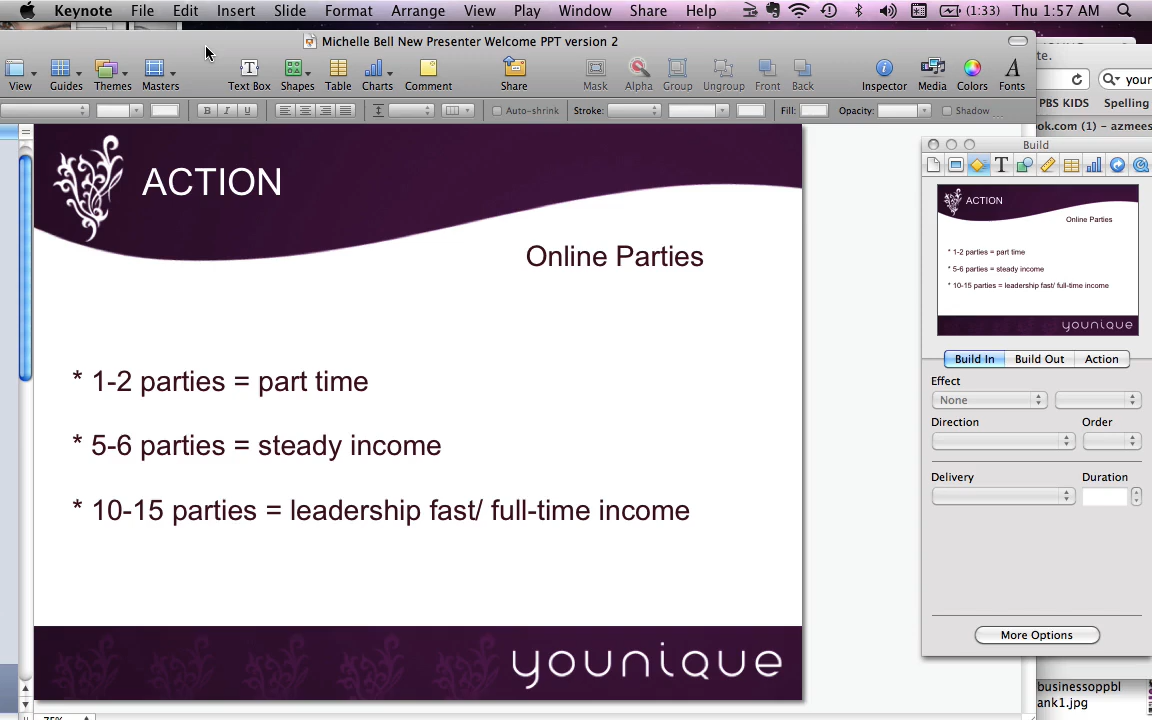 Keynote File Edit Insert Slide Format Arrange View Play Window Share Help (1:33) Thu 1:57 AM
Michelle Bell New Presenter Welcome PPT version 2
te.
View Guides Themes Masters Text Box Shapes Table Charts Comment Share Mask Alpha Group Ungroup Front Back Inspector Media Colors Fonts
your
B I U Auto-shrink Stroke: Fill: Opacity: Shadow
PBS KIDS Spelling
ok.com (1) – azmees
Build
ACTION
Online Parties
* 1-2 parties = part time
* 5-6 parties = steady income
* 10-15 parties = leadership fast/ full-time income
younique
ACTION
Online Parties
* 1-2 parties = part time
* 5-6 parties = steady income
* 10-15 parties = leadership fast/ full-time income
younique
Build In Build Out Action
Effect
None
Direction Order
Delivery Duration
More Options
businessoppbl
ank1.jpg
75%